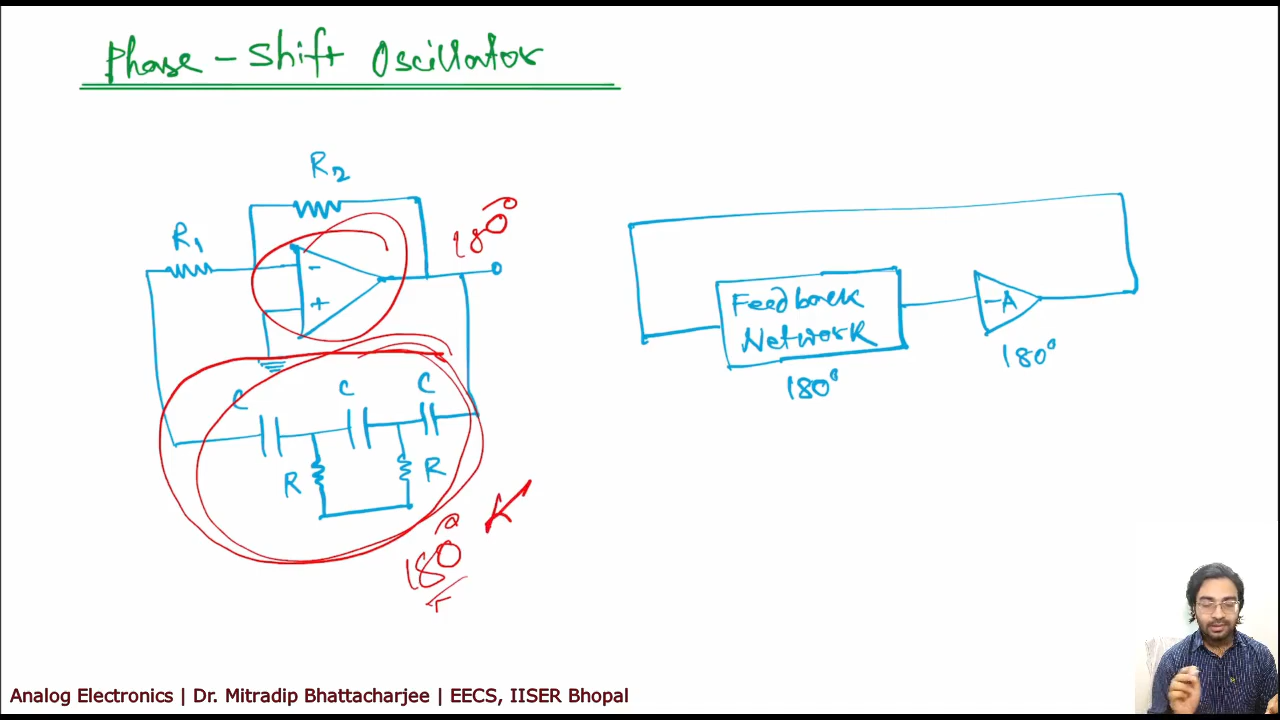 Phase - Shift Oscillator
R2
R1
180°
-
+
C
C
C
R
R
180°
Feedback
Network
180°
-A
180°
Analog Electronics | Dr. Mitradip Bhattacharjee | EECS, IISER Bhopal